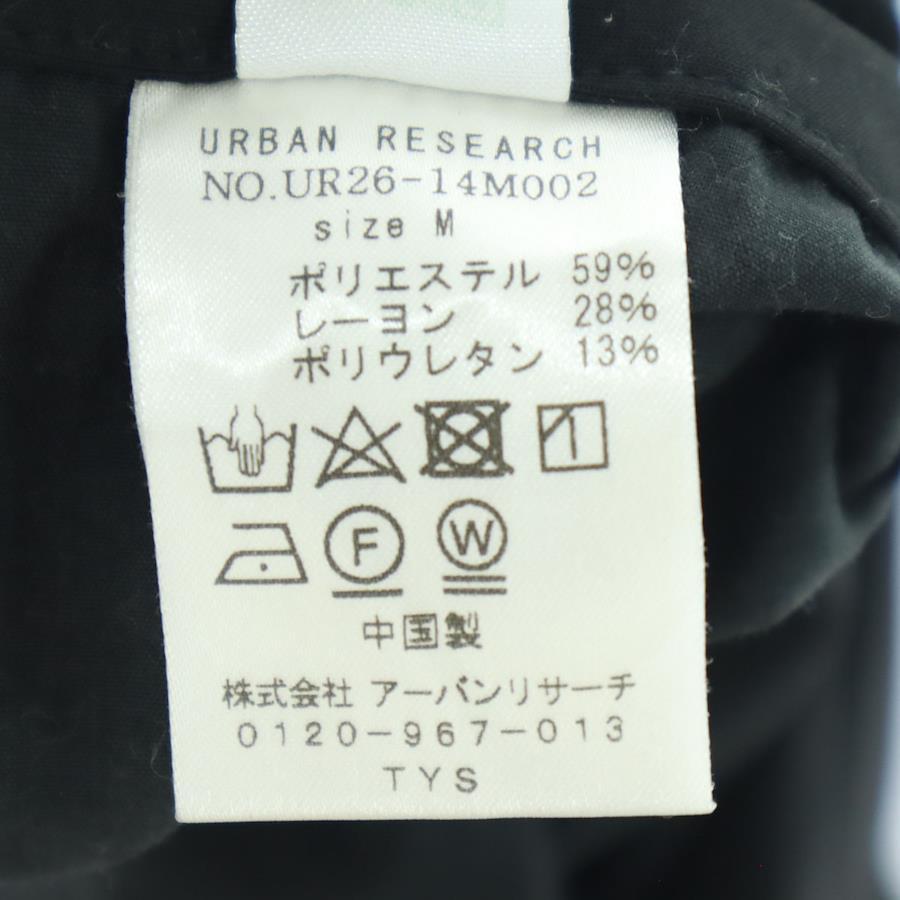 URBAN RESEARCH
NO.UR26-14M002
size M
ポリエステル 59%
レーヨン 28%
ポリウレタン 13%
F W
中国製
株式会社 アーバンリサーチ
0120-967-013
TYS